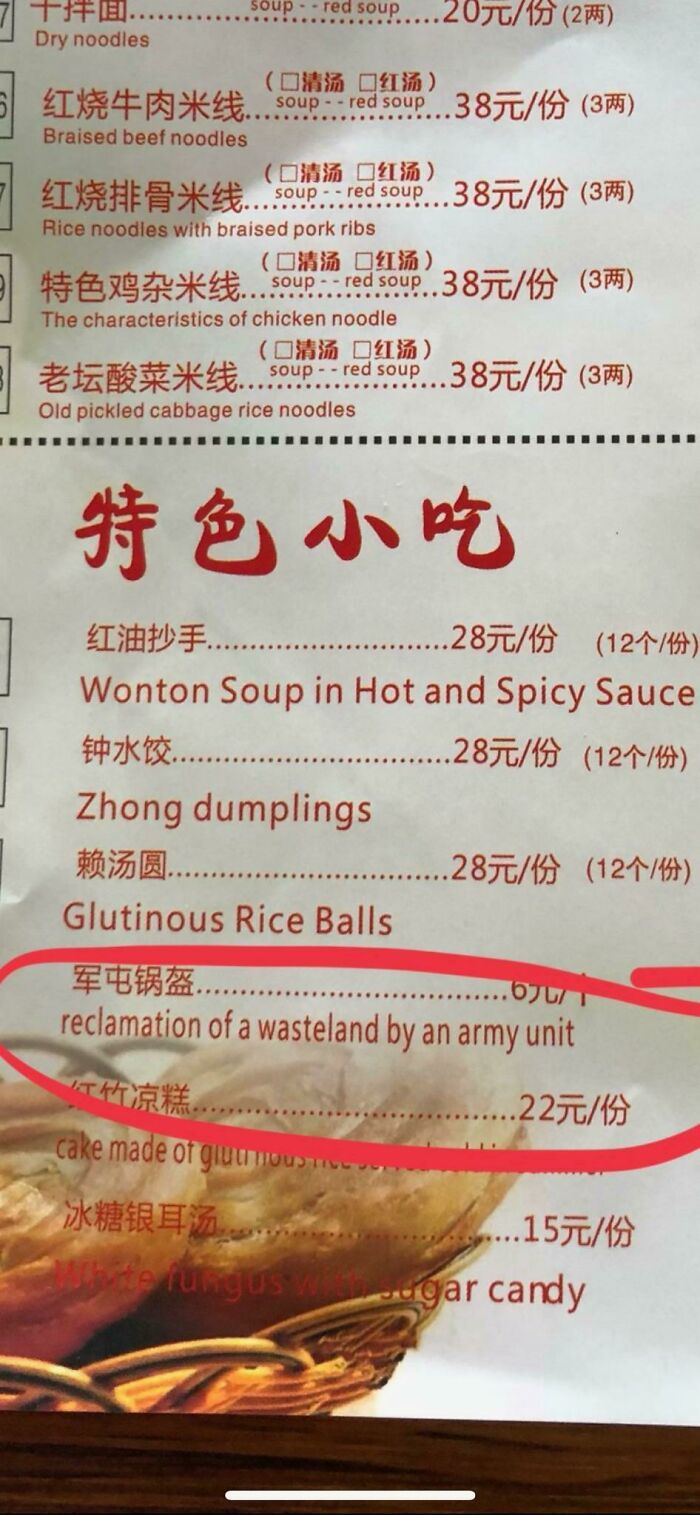 干拌面....................20元/份(2两)
soup - - red soup
Dry noodles
(□清汤 □红汤)
红烧牛肉米线....................38元/份 (3两)
soup - - red soup
Braised beef noodles
(□清汤 □红汤)
红烧排骨米线....................38元/份 (3两)
soup - - red soup
Rice noodles with braised pork ribs
(□清汤 □红汤)
特色鸡杂米线....................38元/份 (3两)
soup - - red soup
The characteristics of chicken noodle
(□清汤 □红汤)
老坛酸菜米线....................38元/份 (3两)
soup - - red soup
Old pickled cabbage rice noodles
特色小吃
红油抄手..............................28元/份 (12个/份)
Wonton Soup in Hot and Spicy Sauce
钟水饺..................................28元/份 (12个/份)
Zhong dumplings
赖汤圆..................................28元/份 (12个/份)
Glutinous Rice Balls
军屯锅盔......................................6元/个
reclamation of a wasteland by an army unit
红竹凉糕.......................................22元/份
cake made of glutinous rice served cold in summer
冰糖银耳汤....................................15元/份
White fungus with sugar candy